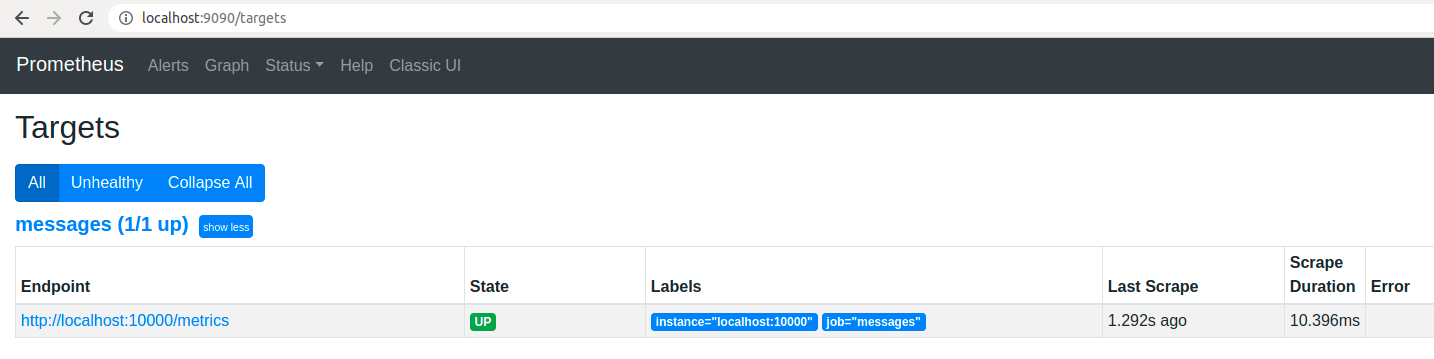 localhost:9090/targets
Prometheus Alerts Graph Status Help Classic UI
Targets
All Unhealthy Collapse All
messages (1/1 up) show less
Endpoint State Labels Last Scrape Scrape Duration Error
http://localhost:10000/metrics UP instance="localhost:10000" job="messages" 1.292s ago 10.396ms